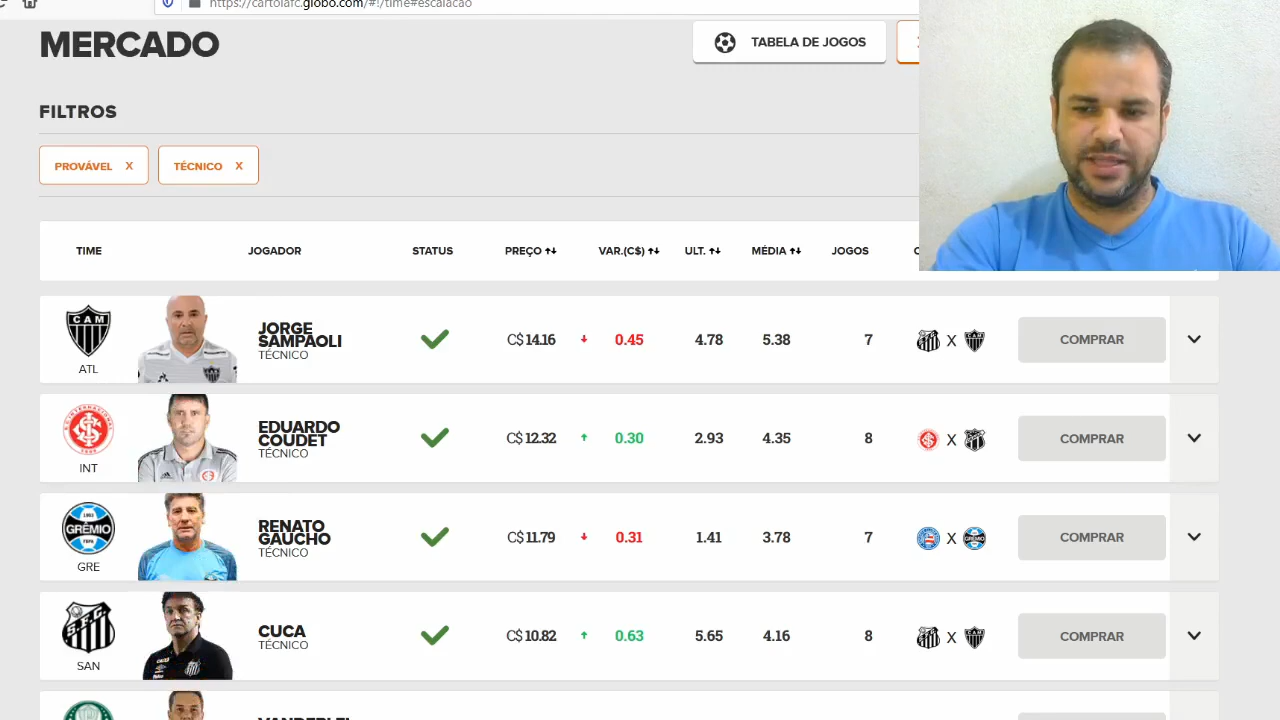 https://cartolafc.globo.com/#!/time#escalacao
MERCADO
TABELA DE JOGOS
FILTROS
PROVÁVEL X
TÉCNICO X
TIME JOGADOR STATUS PREÇO VAR.(C$) ULT. MÉDIA JOGOS
CAM
ATL
JORGE
SAMPAOLI
TÉCNICO
C$ 14.16 0.45 4.78 5.38 7 X COMPRAR
INT
EDUARDO
COUDET
TÉCNICO
C$ 12.32 0.30 2.93 4.35 8 X COMPRAR
GRÊMIO
GRE
RENATO
GAUCHO
TÉCNICO
C$ 11.79 0.31 1.41 3.78 7 X COMPRAR
SAN
CUCA
TÉCNICO
C$ 10.82 0.63 5.65 4.16 8 X COMPRAR